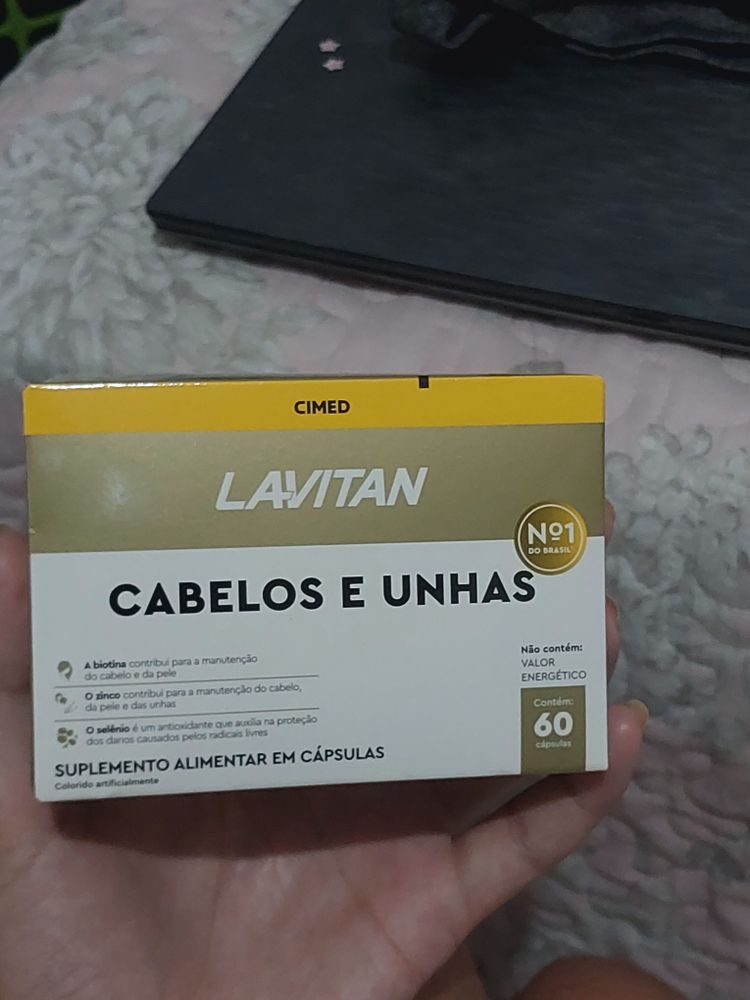 CIMED
LAVITAN
Nº1
DO BRASIL*
CABELOS E UNHAS
A biotina contribui para a manutenção
do cabelo e da pele
O zinco contribui para a manutenção do cabelo,
da pele e das unhas
O selênio é um antioxidante que auxilia na proteção
dos danos causados pelos radicais livres
SUPLEMENTO ALIMENTAR EM CÁPSULAS
Colorido artificialmente
Não contém:
VALOR
ENERGÉTICO
Contém:
60
cápsulas